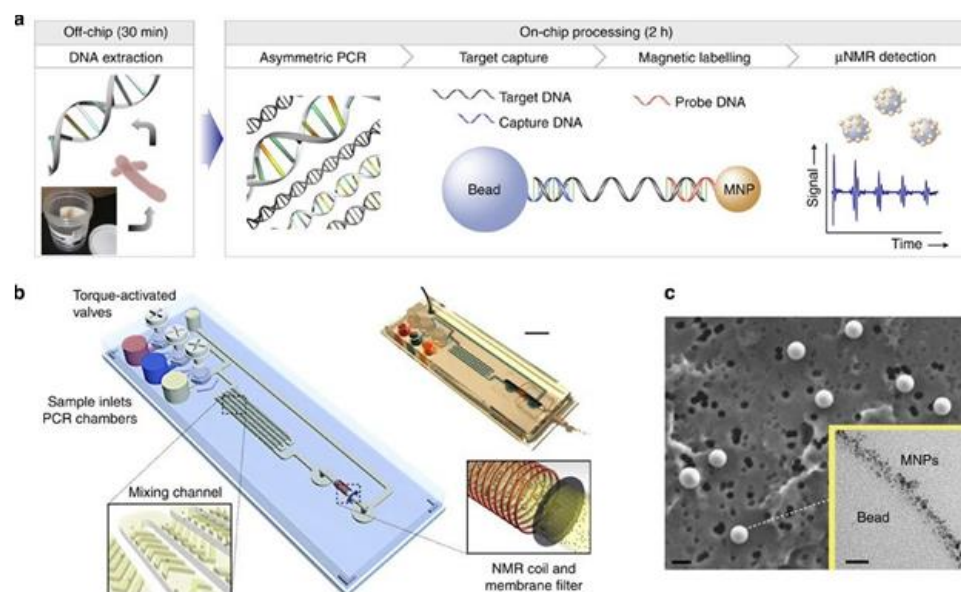 a
Off-chip (30 min)
On-chip processing (2 h)
DNA extraction
Asymmetric PCR
Target capture
Magnetic labelling
μNMR detection
Target DNA
Probe DNA
Capture DNA
Bead
MNP
Signal
Time
b
Torque-activated
valves
Sample inlets
PCR chambers
Mixing channel
NMR coil and
membrane filter
c
MNPs
Bead